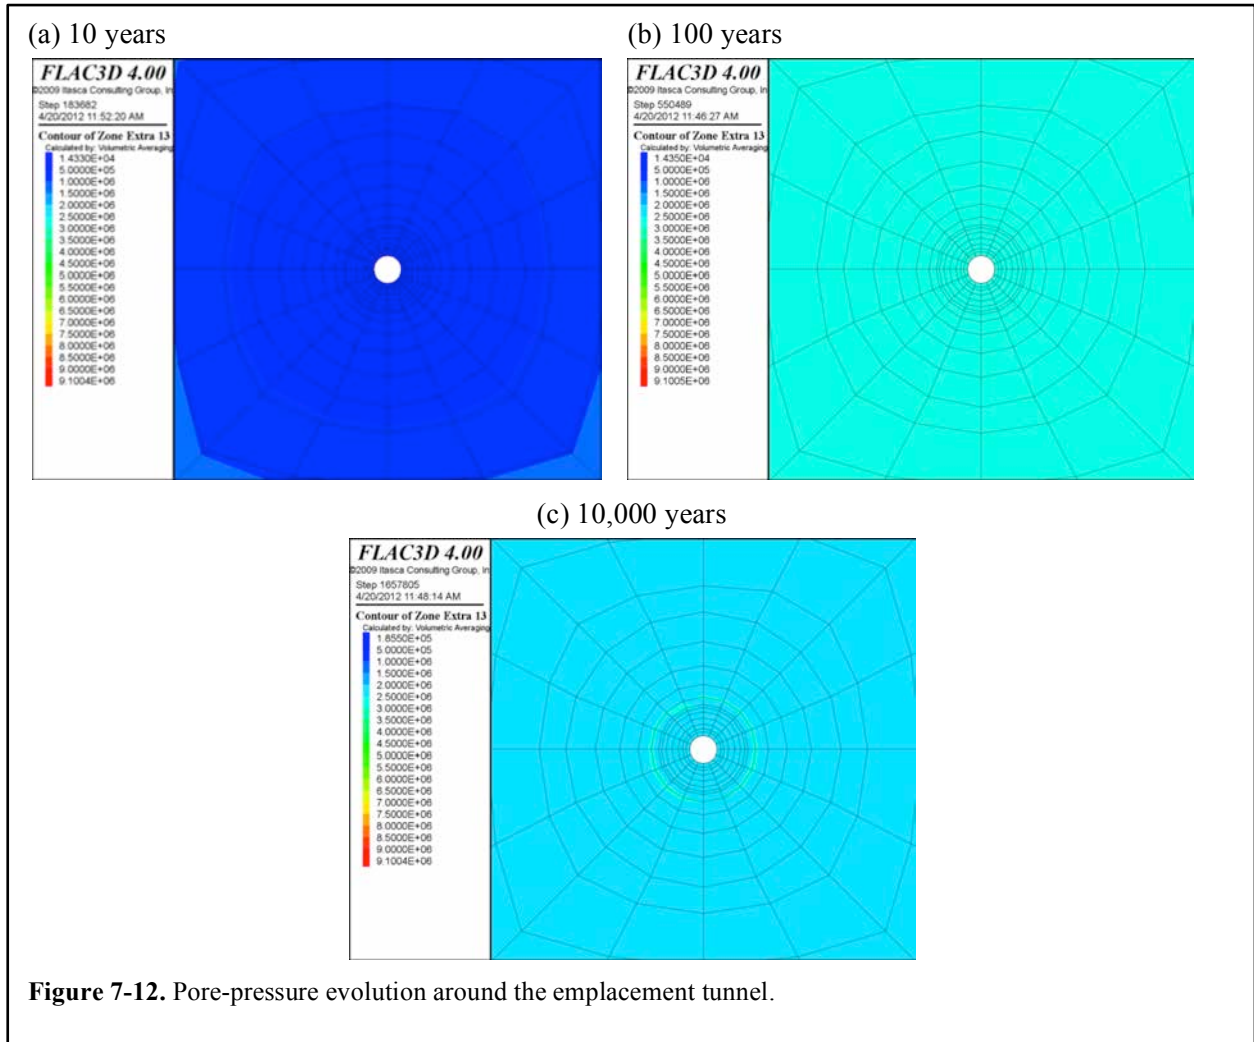 (a) 10 years
FLAC3D 4.00
©2009 Itasca Consulting Group, In
Step 183682
4/20/2012 11:52:20 AM
Contour of Zone Extra 13
Calculated by: Volumetric Averaging
1.4330E+04
5.0000E+05
1.0000E+06
1.5000E+06
2.0000E+06
2.5000E+06
3.0000E+06
3.5000E+06
4.0000E+06
4.5000E+06
5.0000E+06
5.5000E+06
6.0000E+06
6.5000E+06
7.0000E+06
7.5000E+06
8.0000E+06
8.5000E+06
9.0000E+06
9.1004E+06
(b) 100 years
FLAC3D 4.00
©2009 Itasca Consulting Group, In
Step 550489
4/20/2012 11:46:27 AM
Contour of Zone Extra 13
Calculated by: Volumetric Averaging
1.4350E+04
5.0000E+05
1.0000E+06
1.5000E+06
2.0000E+06
2.5000E+06
3.0000E+06
3.5000E+06
4.0000E+06
4.5000E+06
5.0000E+06
5.5000E+06
6.0000E+06
6.5000E+06
7.0000E+06
7.5000E+06
8.0000E+06
8.5000E+06
9.0000E+06
9.1005E+06
(c) 10,000 years
FLAC3D 4.00
©2009 Itasca Consulting Group, In
Step 1657805
4/20/2012 11:48:14 AM
Contour of Zone Extra 13
Calculated by: Volumetric Averaging
1.8550E+05
5.0000E+05
1.0000E+06
1.5000E+06
2.0000E+06
2.5000E+06
3.0000E+06
3.5000E+06
4.0000E+06
4.5000E+06
5.0000E+06
5.5000E+06
6.0000E+06
6.5000E+06
7.0000E+06
7.5000E+06
8.0000E+06
8.5000E+06
9.0000E+06
9.1004E+06
Figure 7-12. Pore-pressure evolution around the emplacement tunnel.